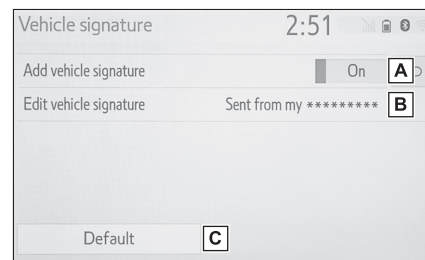 Vehicle signature 2:51
Add vehicle signature On A
Edit vehicle signature Sent from my ********* B
Default C